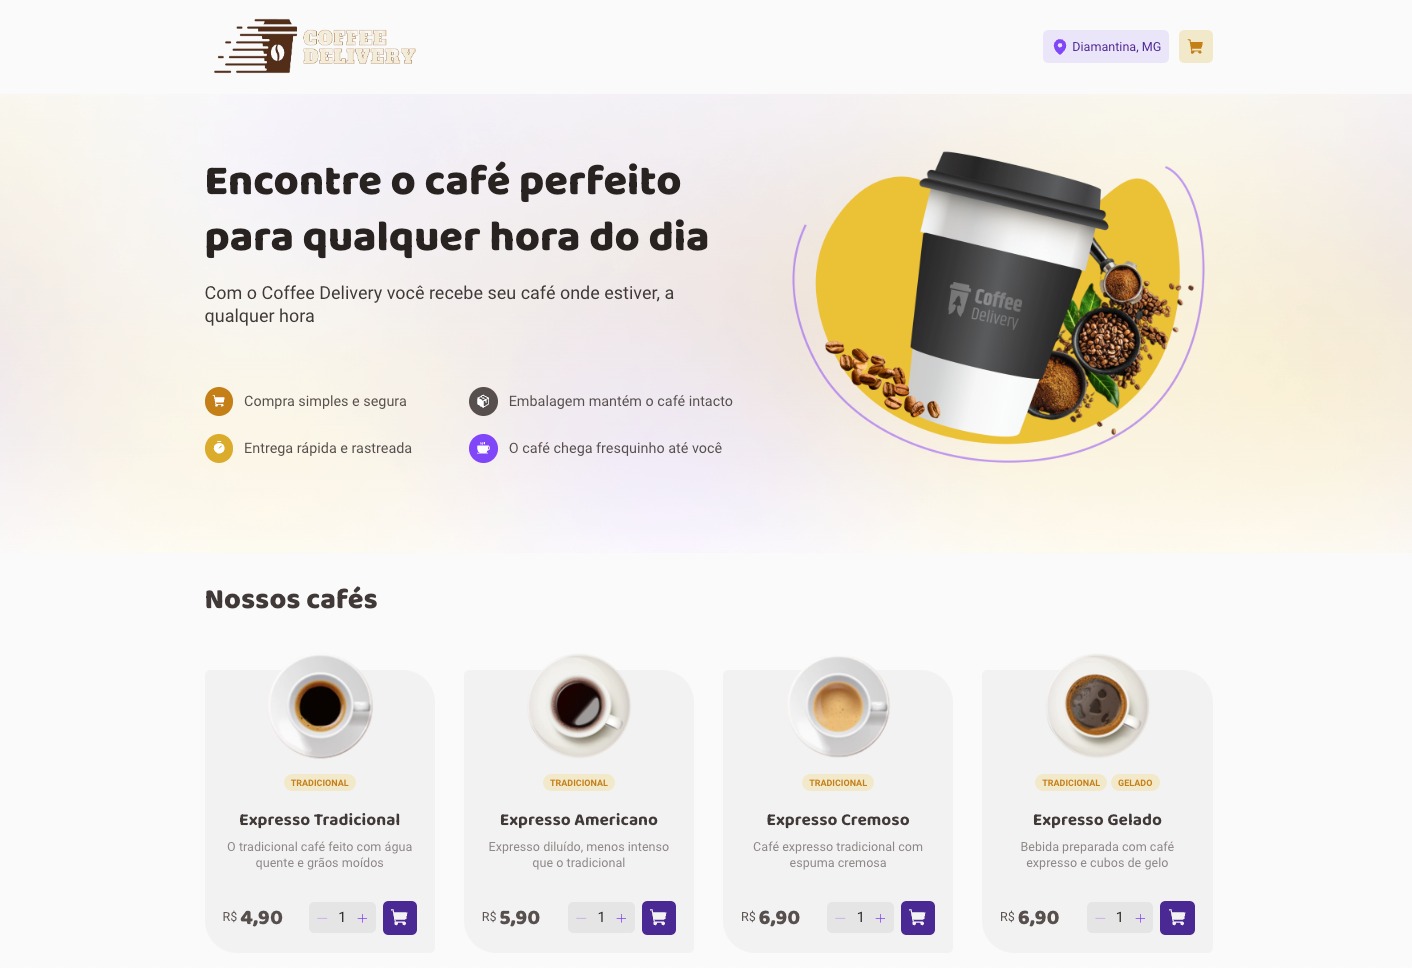 COFFEE
DELIVERY
Diamantina, MG
Encontre o café perfeito
para qualquer hora do dia
Com o Coffee Delivery você recebe seu café onde estiver, a
qualquer hora
Coffee
Delivery
Compra simples e segura
Embalagem mantém o café intacto
Entrega rápida e rastreada
O café chega fresquinho até você
Nossos cafés
TRADICIONAL
Expresso Tradicional
O tradicional café feito com água
quente e grãos moídos
R$ 4,90
1
TRADICIONAL
Expresso Americano
Expresso diluído, menos intenso
que o tradicional
R$ 5,90
1
TRADICIONAL
Expresso Cremoso
Café expresso tradicional com
espuma cremosa
R$ 6,90
1
TRADICIONAL GELADO
Expresso Gelado
Bebida preparada com café
expresso e cubos de gelo
R$ 6,90
1